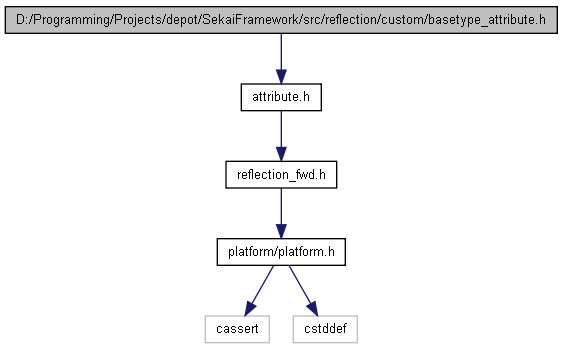 D:/Programming/Projects/depot/SekaiFramework/src/reflection/custom/basetype_attribute.h
attribute.h
reflection_fwd.h
platform/platform.h
cassert
cstddef